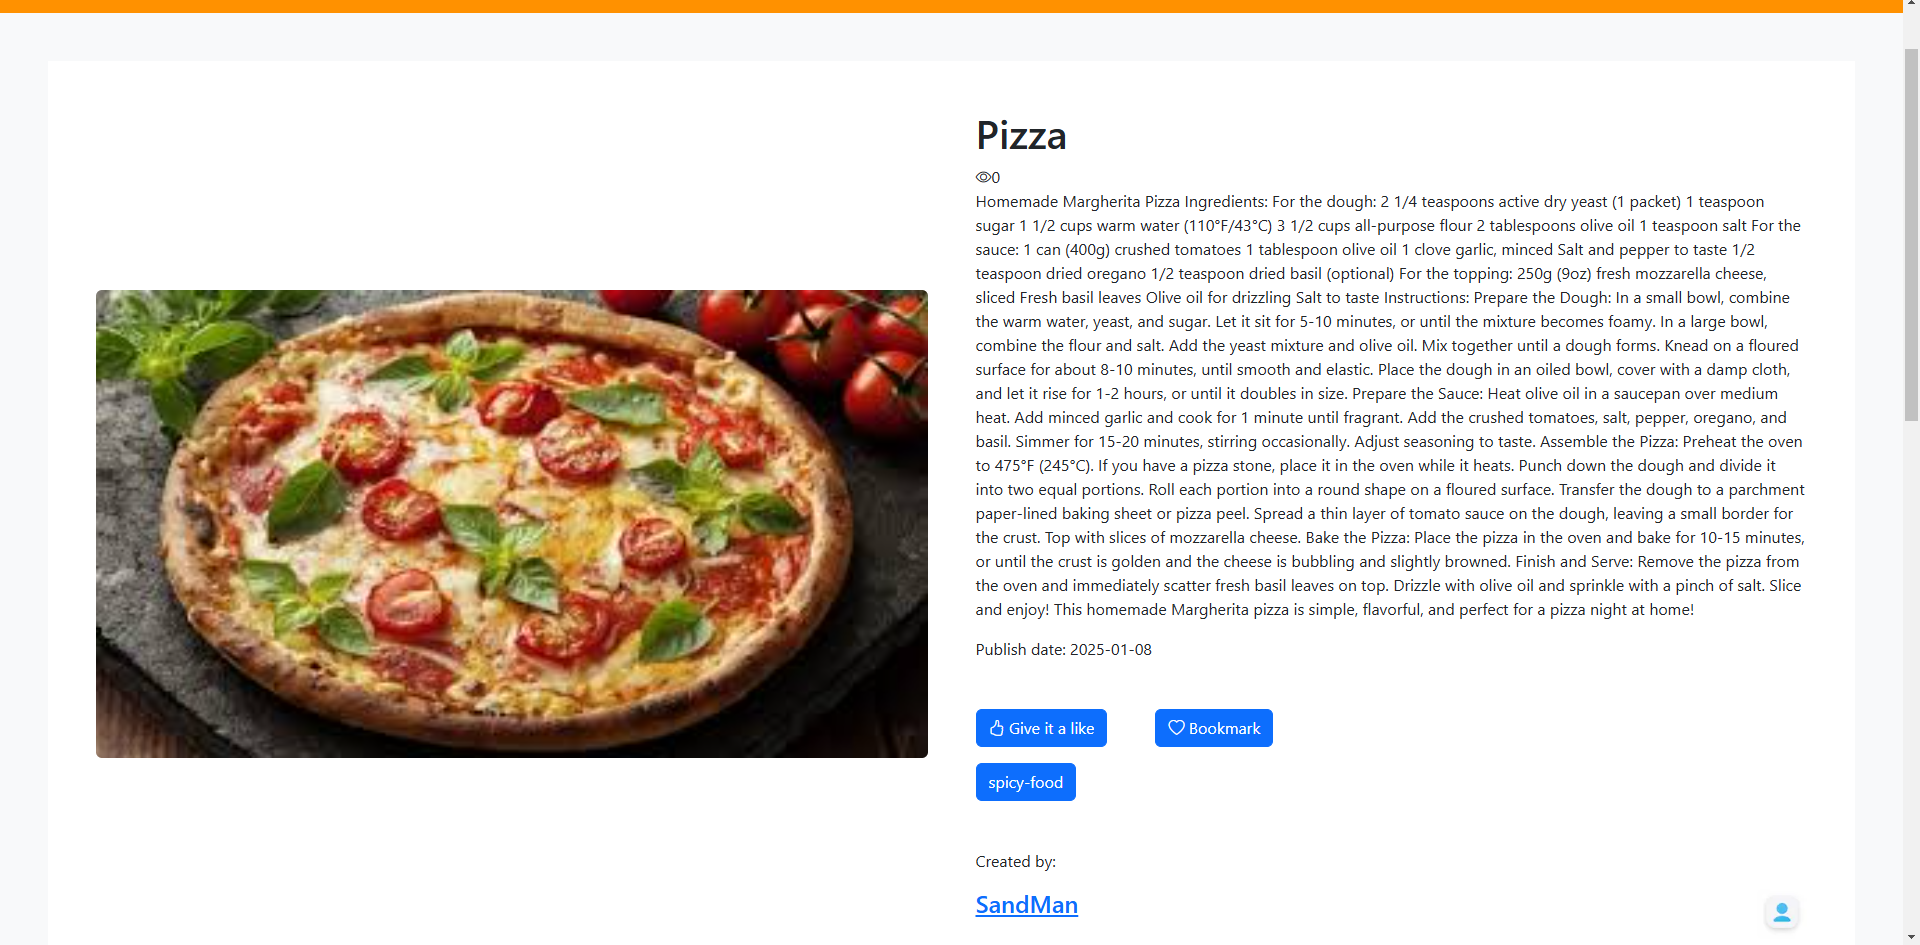 Pizza
0
Homemade Margherita Pizza Ingredients: For the dough: 2 1/4 teaspoons active dry yeast (1 packet) 1 teaspoon
sugar 1 1/2 cups warm water (110°F/43°C) 3 1/2 cups all-purpose flour 2 tablespoons olive oil 1 teaspoon salt For the
sauce: 1 can (400g) crushed tomatoes 1 tablespoon olive oil 1 clove garlic, minced Salt and pepper to taste 1/2
teaspoon dried oregano 1/2 teaspoon dried basil (optional) For the topping: 250g (9oz) fresh mozzarella cheese,
sliced Fresh basil leaves Olive oil for drizzling Salt to taste Instructions: Prepare the Dough: In a small bowl, combine
the warm water, yeast, and sugar. Let it sit for 5-10 minutes, or until the mixture becomes foamy. In a large bowl,
combine the flour and salt. Add the yeast mixture and olive oil. Mix together until a dough forms. Knead on a floured
surface for about 8-10 minutes, until smooth and elastic. Place the dough in an oiled bowl, cover with a damp cloth,
and let it rise for 1-2 hours, or until it doubles in size. Prepare the Sauce: Heat olive oil in a saucepan over medium
heat. Add minced garlic and cook for 1 minute until fragrant. Add the crushed tomatoes, salt, pepper, oregano, and
basil. Simmer for 15-20 minutes, stirring occasionally. Adjust seasoning to taste. Assemble the Pizza: Preheat the oven
to 475°F (245°C). If you have a pizza stone, place it in the oven while it heats. Punch down the dough and divide it
into two equal portions. Roll each portion into a round shape on a floured surface. Transfer the dough to a parchment
paper-lined baking sheet or pizza peel. Spread a thin layer of tomato sauce on the dough, leaving a small border for
the crust. Top with slices of mozzarella cheese. Bake the Pizza: Place the pizza in the oven and bake for 10-15 minutes,
or until the crust is golden and the cheese is bubbling and slightly browned. Finish and Serve: Remove the pizza from
the oven and immediately scatter fresh basil leaves on top. Drizzle with olive oil and sprinkle with a pinch of salt. Slice
and enjoy! This homemade Margherita pizza is simple, flavorful, and perfect for a pizza night at home!
Publish date: 2025-01-08
Give it a like
Bookmark
spicy-food
Created by:
SandMan